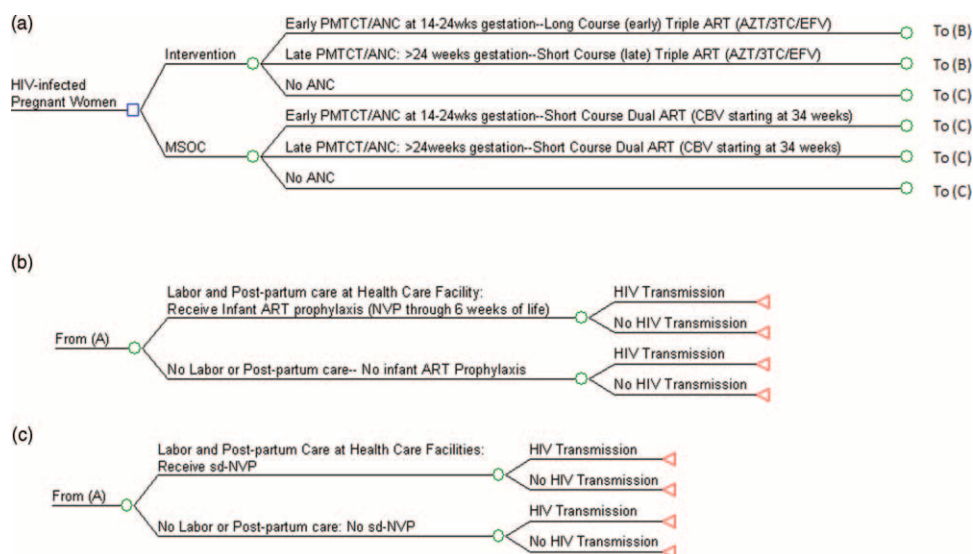 (a)
Early PMTCT/ANC at 14-24wks gestation--Long Course (early) Triple ART (AZT/3TC/EFV)
To (B)
Intervention
Late PMTCT/ANC: >24 weeks gestation--Short Course (late) Triple ART (AZT/3TC/EFV)
To (B)
HIV-infected
Pregnant Women
No ANC
To (C)
Early PMTCT/ANC at 14-24wks gestation--Short Course Dual ART (CBV starting at 34 weeks)
To (C)
MSOC
Late PMTCT/ANC: >24weeks gestation--Short Course Dual ART (CBV starting at 34 weeks)
To (C)
No ANC
To (C)
(b)
Labor and Post-partum care at Health Care Facility:
Receive Infant ART prophylaxis (NVP through 6 weeks of life)
HIV Transmission
No HIV Transmission
From (A)
No Labor or Post-partum care-- No infant ART Prophylaxis
HIV Transmission
No HIV Transmission
(c)
Labor and Post-partum Care at Health Care Facilities:
Receive sd-NVP
HIV Transmission
No HIV Transmission
From (A)
No Labor or Post-partum care: No sd-NVP
HIV Transmission
No HIV Transmission